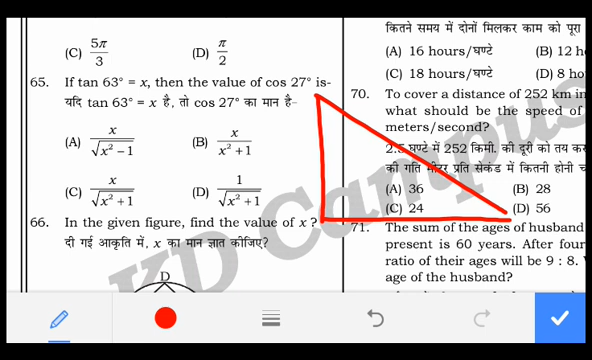 (C) 5π/3 (D) π/2
65. If tan 63° = x, then the value of cos 27° is-
यदि tan 63° = x है, तो cos 27° का मान है-
(A) x/√x² – 1 (B) x/x² + 1
(C) x/√x² + 1 (D) 1/√x² + 1
66. In the given figure, find the value of x?
दी गई आकृति में, x का मान ज्ञात कीजिए?
D
कितने समय में दोनों मिलकर काम को पूरा
(A) 16 hours/घण्टे (B) 12 h
(C) 18 hours/घण्टे (D) 8 ho
70. To cover a distance of 252 km in
what should be the speed of
meters/second?
2.5 घण्टे में 252 किमी. की दूरी को तय कर
की गति मीटर प्रति सेकंड में कितनी होनी
(A) 36 (B) 28
(C) 24 (D) 56
71. The sum of the ages of husband
present is 60 years. After four
ratio of their ages will be 9 : 8.
age of the husband?
KD Campus